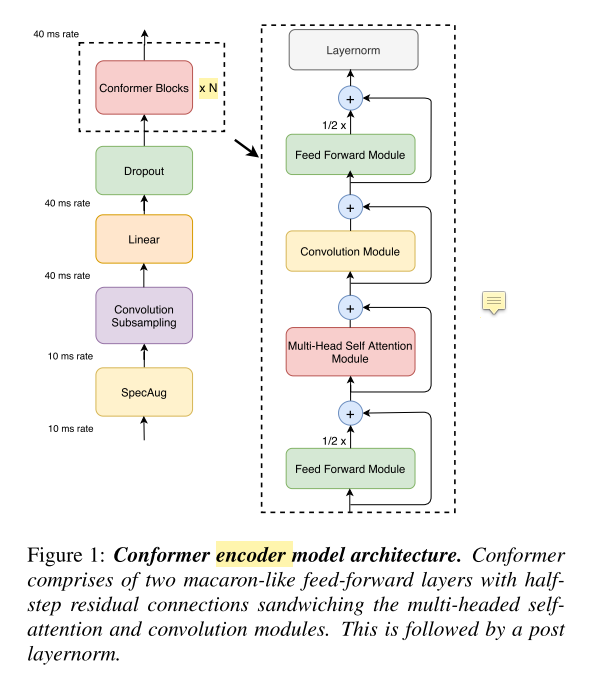 40 ms rate
Conformer Blocks
x N
Dropout
40 ms rate
Linear
40 ms rate
Convolution
Subsampling
10 ms rate
SpecAug
10 ms rate
Layernorm
+
1/2 x
Feed Forward Module
+
Convolution Module
+
Multi-Head Self Attention
Module
+
1/2 x
Feed Forward Module
Figure 1: Conformer encoder model architecture. Conformer
comprises of two macaron-like feed-forward layers with half-
step residual connections sandwiching the multi-headed self-
attention and convolution modules. This is followed by a post
layernorm.